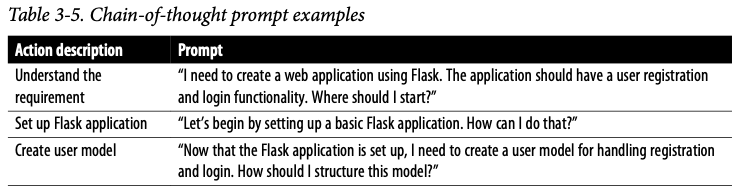 Table 3-5. Chain-of-thought prompt examples
Action description Prompt
Understand the requirement “I need to create a web application using Flask. The application should have a user registration
and login functionality. Where should I start?”
Set up Flask application “Let’s begin by setting up a basic Flask application. How can I do that?”
Create user model “Now that the Flask application is set up, I need to create a user model for handling registration
and login. How should I structure this model?”